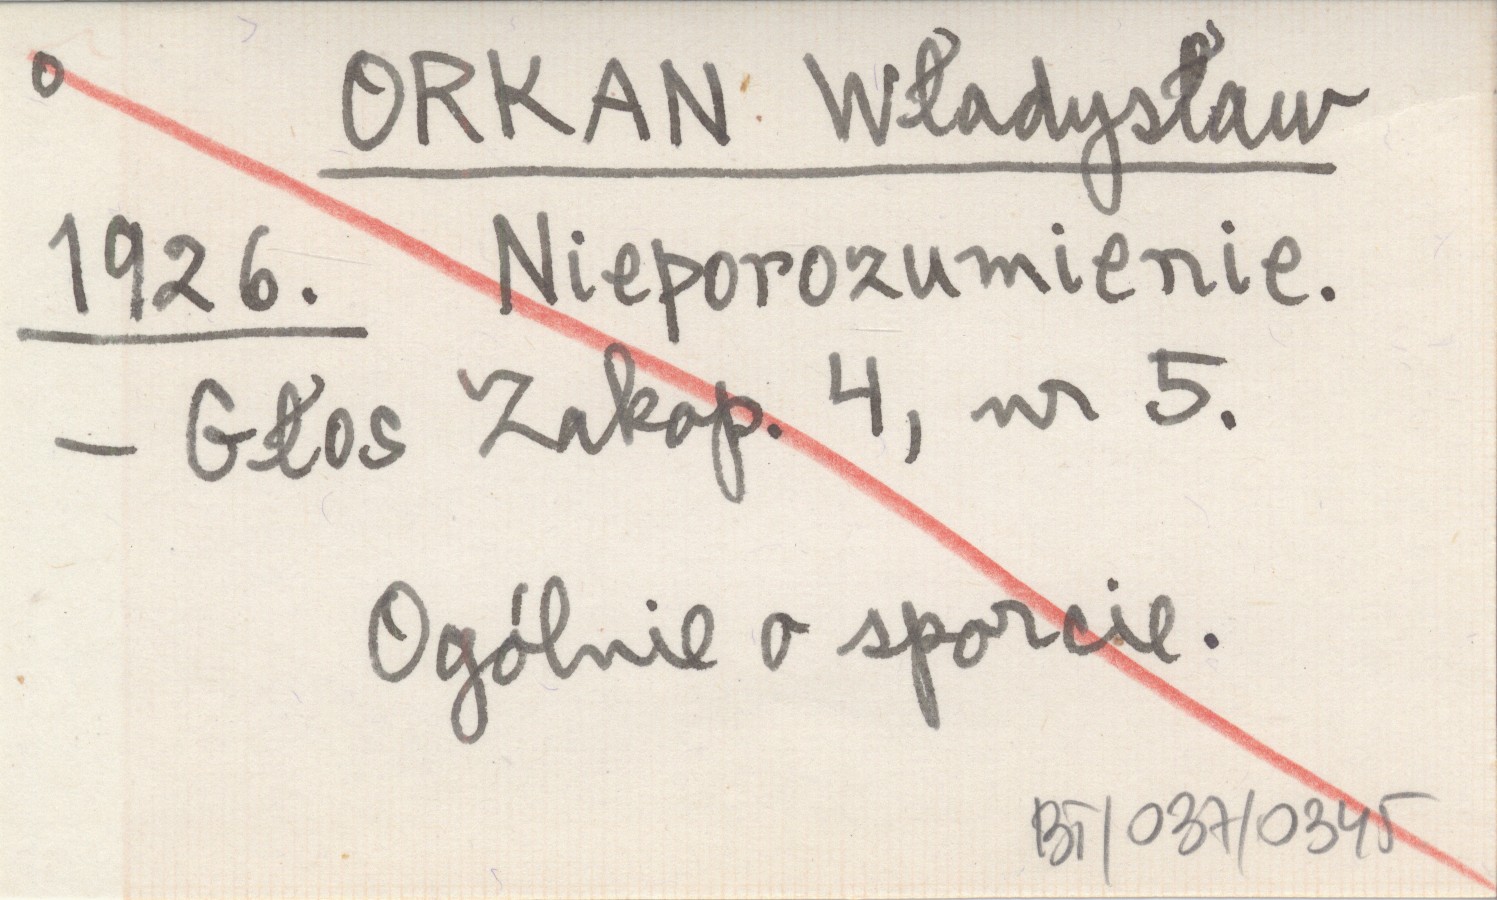 o ORKAN Władysław
1926. Nieporozumienie.
– Głos Zakop. 4, nr 5.
Ogólnie o sporcie.
BT/037/0345